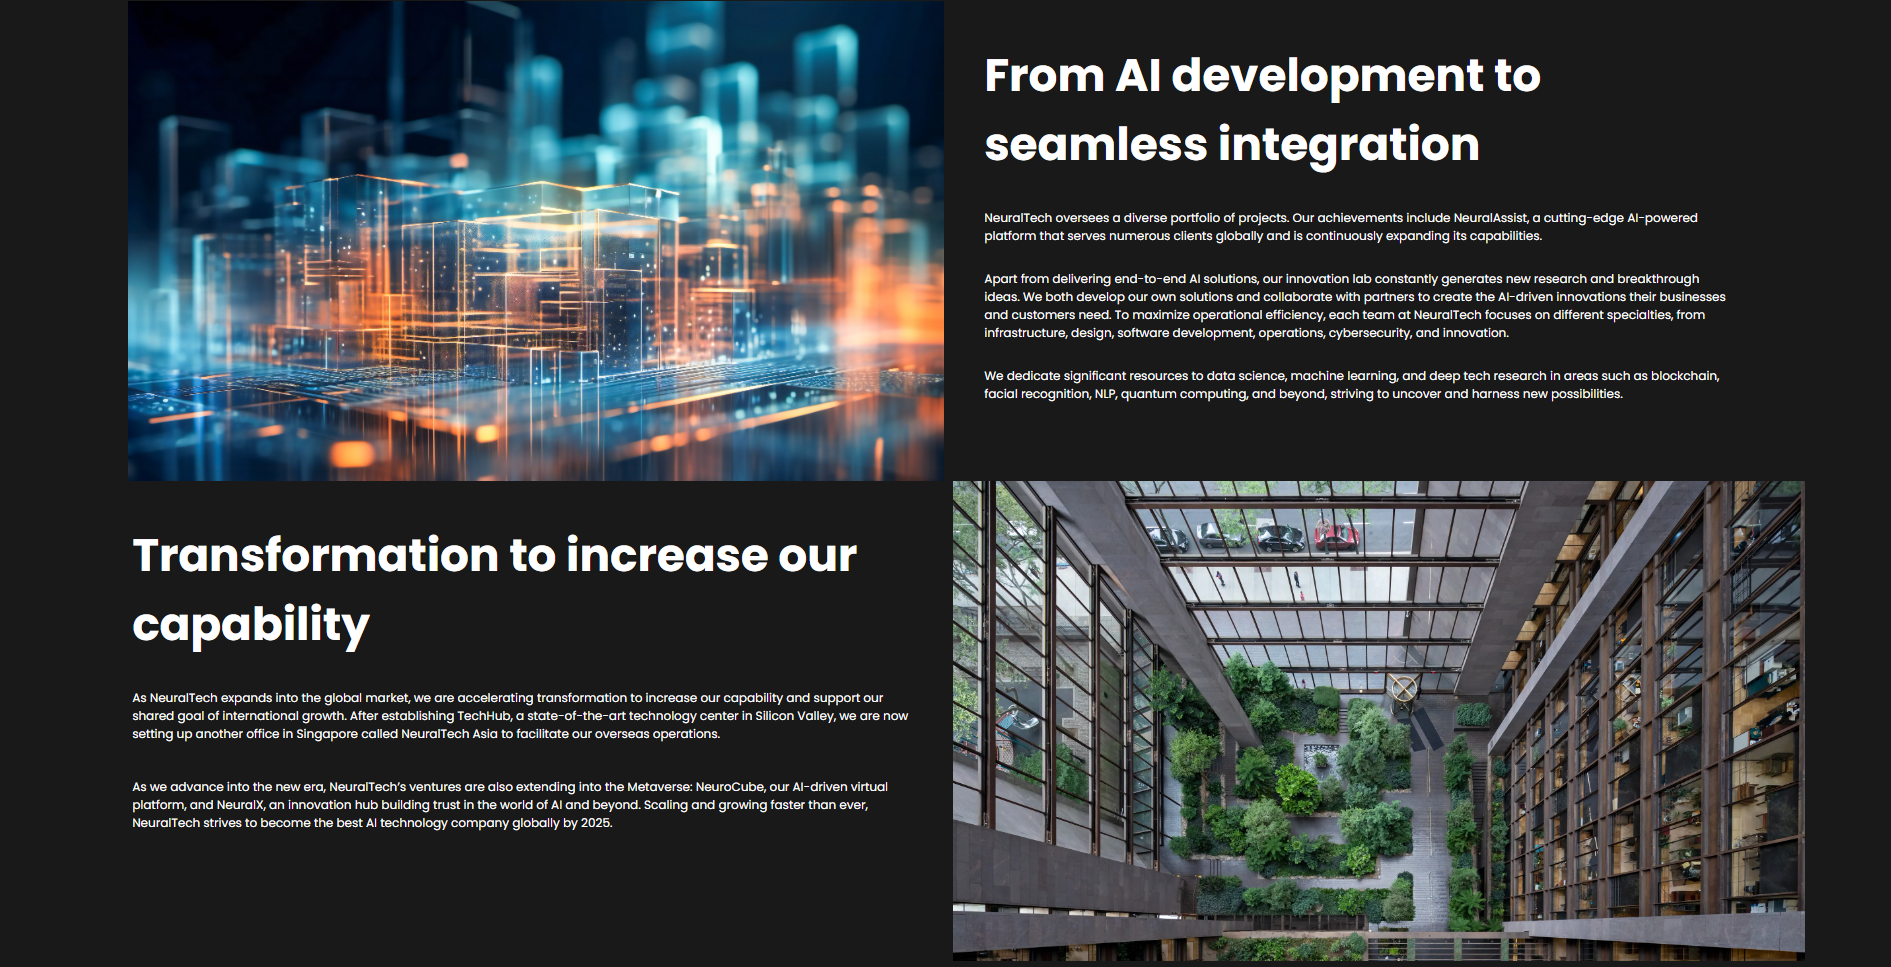 From AI development to
seamless integration
NeuralTech oversees a diverse portfolio of projects. Our achievements include NeuralAssist, a cutting-edge AI-powered
platform that serves numerous clients globally and is continuously expanding its capabilities.
Apart from delivering end-to-end AI solutions, our innovation lab constantly generates new research and breakthrough
ideas. We both develop our own solutions and collaborate with partners to create the AI-driven innovations their businesses
and customers need. To maximize operational efficiency, each team at NeuralTech focuses on different specialties, from
infrastructure, design, software development, operations, cybersecurity, and innovation.
We dedicate significant resources to data science, machine learning, and deep tech research in areas such as blockchain,
facial recognition, NLP, quantum computing, and beyond, striving to uncover and harness new possibilities.
Transformation to increase our
capability
As NeuralTech expands into the global market, we are accelerating transformation to increase our capability and support our
shared goal of international growth. After establishing TechHub, a state-of-the-art technology center in Silicon Valley, we are now
setting up another office in Singapore called NeuralTech Asia to facilitate our overseas operations.
As we advance into the new era, NeuralTech’s ventures are also extending into the Metaverse: NeuroCube, our AI-driven virtual
platform, and NeuralX, an innovation hub building trust in the world of AI and beyond. Scaling and growing faster than ever,
NeuralTech strives to become the best AI technology company globally by 2025.